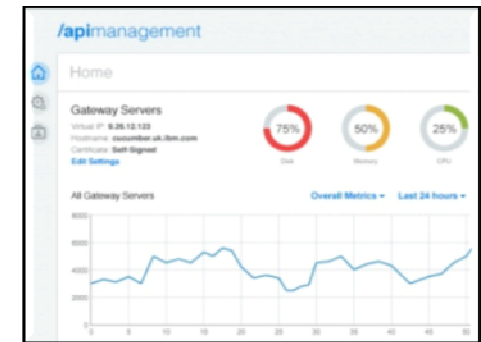 /apimanagement
Home
Gateway Servers
Virtual IP: 9.26.12.123
Hostname: cucumber.uk.ibm.com
Certificate: Self-Signed
Edit Settings
75%
Disk
50%
Memory
25%
CPU
All Gateway Servers
Overall Metrics
Last 24 hours
8000
6000
4000
2000
0
0 5 10 15 20 25 30 35 40 45 50